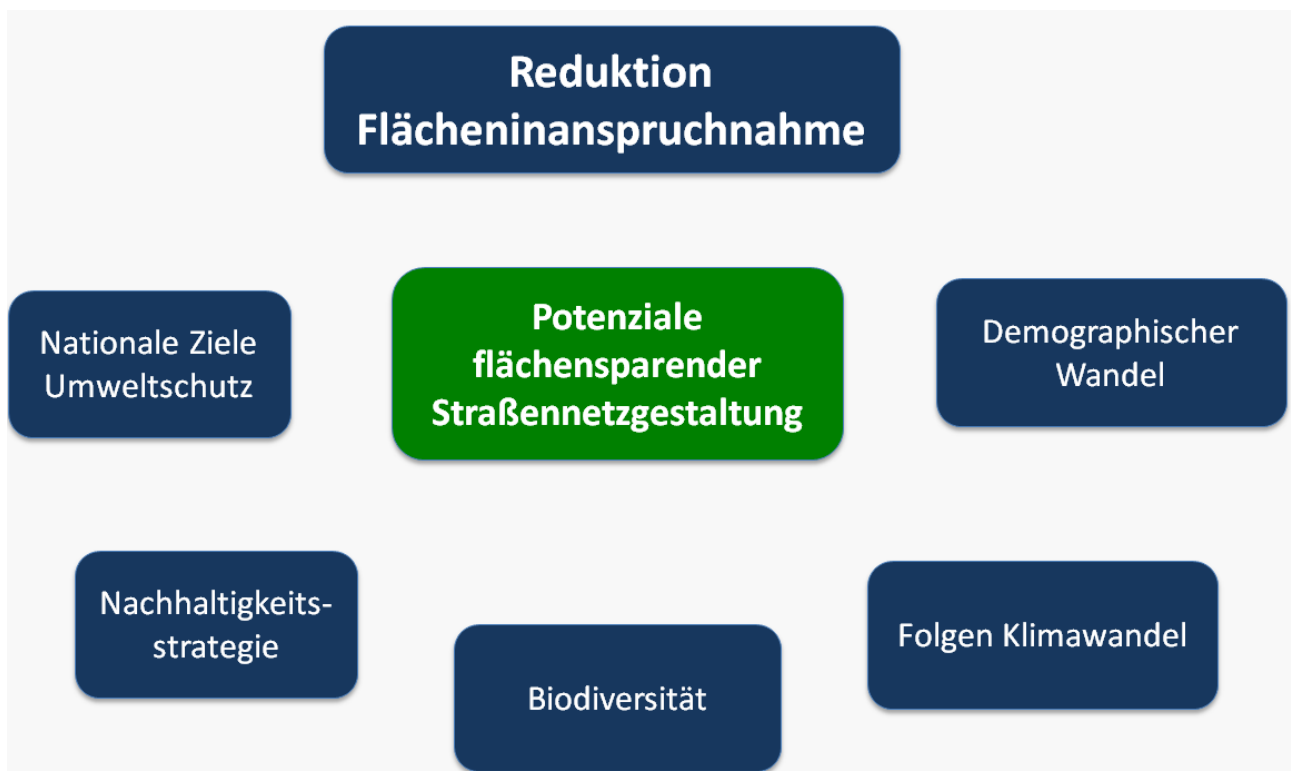 Reduktion
Flächeninanspruchnahme
Nationale Ziele
Umweltschutz
Potenziale
flächensparender
Straßennetzgestaltung
Demographischer
Wandel
Nachhaltigkeits-
strategie
Biodiversität
Folgen Klimawandel